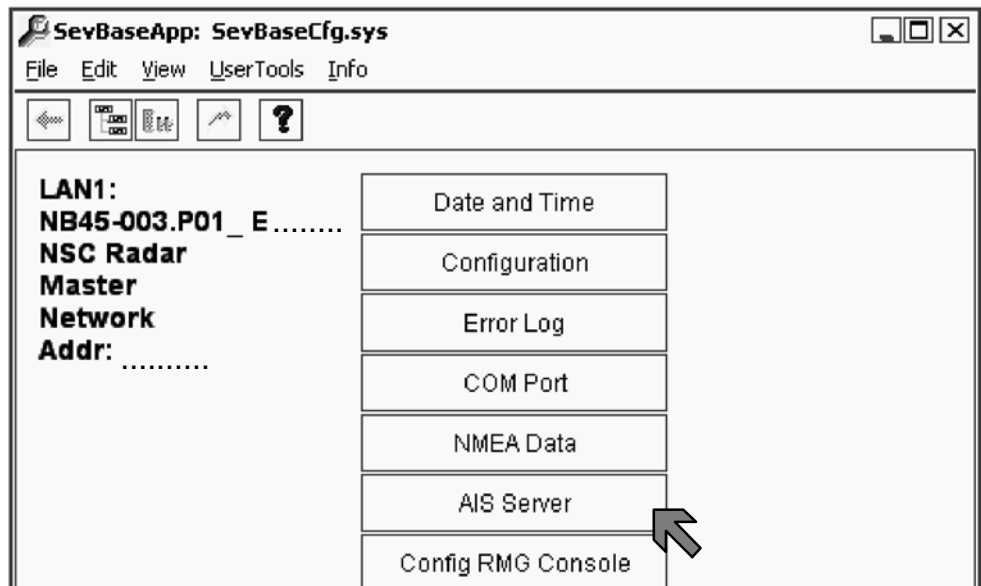 SevBaseApp: SevBaseCfg.sys
File Edit View UserTools Info
?
LAN1:
NB45-003.P01_ E........
NSC Radar
Master
Network
Addr: ..........
Date and Time
Configuration
Error Log
COM Port
NMEA Data
AIS Server
Config RMG Console